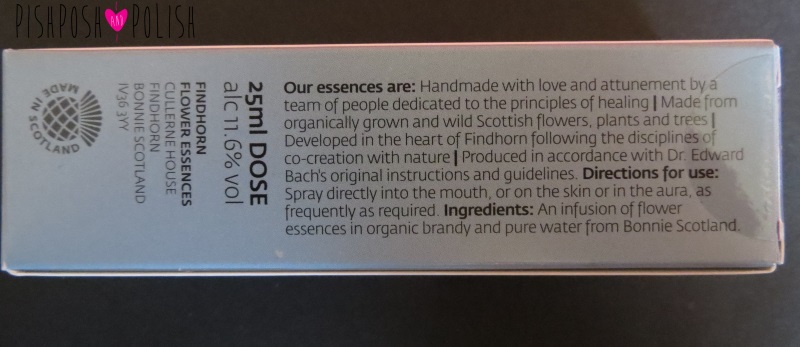 PISHPOSH AND POLISH
Our essences are: Handmade with love and attunement by a
team of people dedicated to the principles of healing | Made from
organically grown and wild Scottish flowers, plants and trees |
Developed in the heart of Findhorn following the disciplines of
co-creation with nature | Produced in accordance with Dr. Edward
Bach's original instructions and guidelines. Directions for use:
Spray directly into the mouth, or on the skin or in the aura, as
frequently as required. Ingredients: An infusion of flower
essences in organic brandy and pure water from Bonnie Scotland.
25ml DOSE
alc 11.6% vol
FINDHORN
FLOWER ESSENCES
CULLERNE HOUSE
FINDHORN
BONNIE SCOTLAND
IV36 3YY
MADE IN SCOTLAND